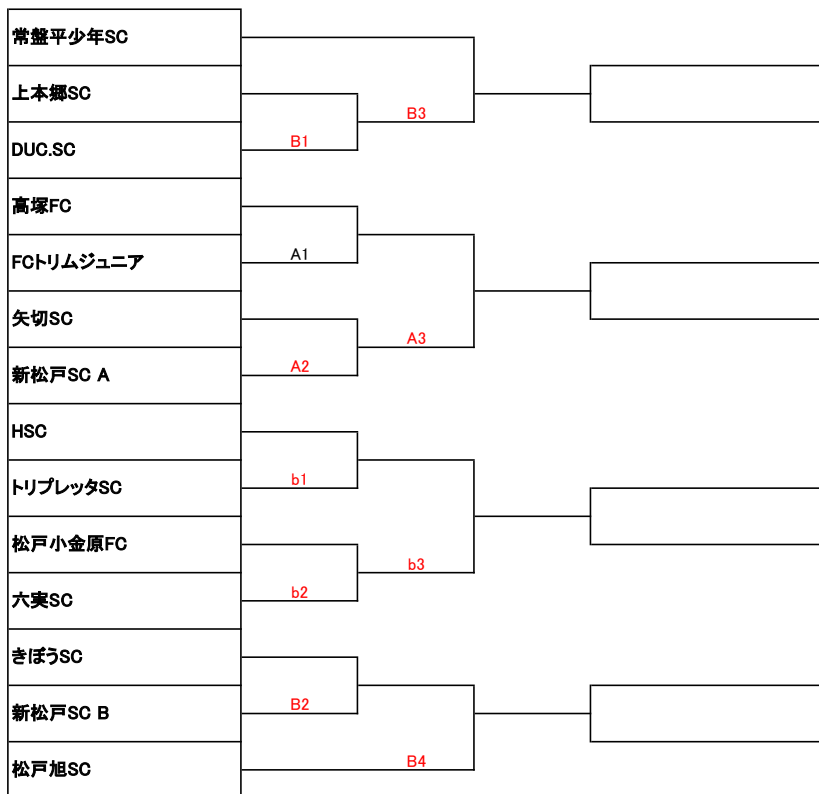 常盤平少年SC
上本郷SC
B3
B1
DUC.SC
高塚FC
A1
FCトリムジュニア
矢切SC
A3
A2
新松戸SC A
HSC
b1
トリプレッタSC
松戸小金原FC
b3
b2
六実SC
きぼうSC
B2
新松戸SC B
B4
松戸旭SC